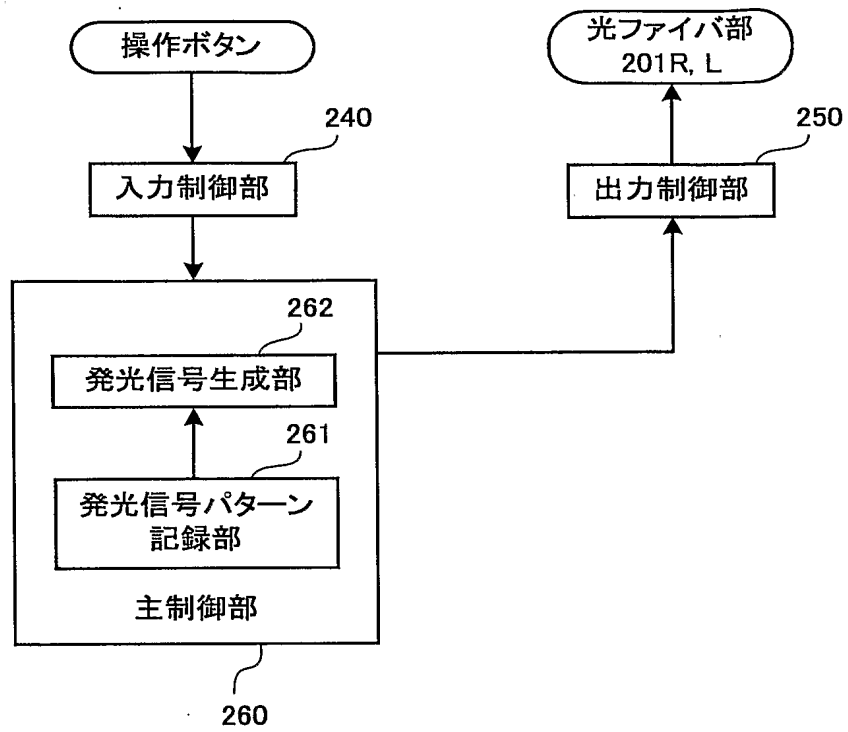 操作ボタン
光ファイバ部
201R, L
240
250
入力制御部
出力制御部
262
発光信号生成部
261
発光信号パターン
記録部
主制御部
260